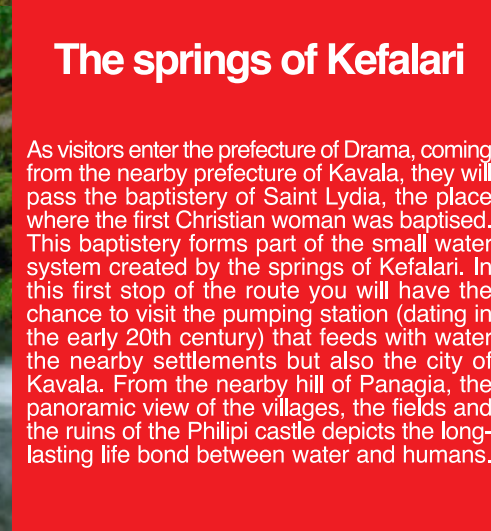 The springs of Kefalari
As visitors enter the prefecture of Drama, coming
from the nearby prefecture of Kavala, they will
pass the baptistery of Saint Lydia, the place
where the first Christian woman was baptised.
This baptistery forms part of the small water
system created by the springs of Kefalari. In
this first stop of the route you will have the
chance to visit the pumping station (dating in
the early 20th century) that feeds with water
the nearby settlements but also the city of
Kavala. From the nearby hill of Panagia, the
panoramic view of the villages, the fields and
the ruins of the Philipi castle depicts the long-
lasting life bond between water and humans.